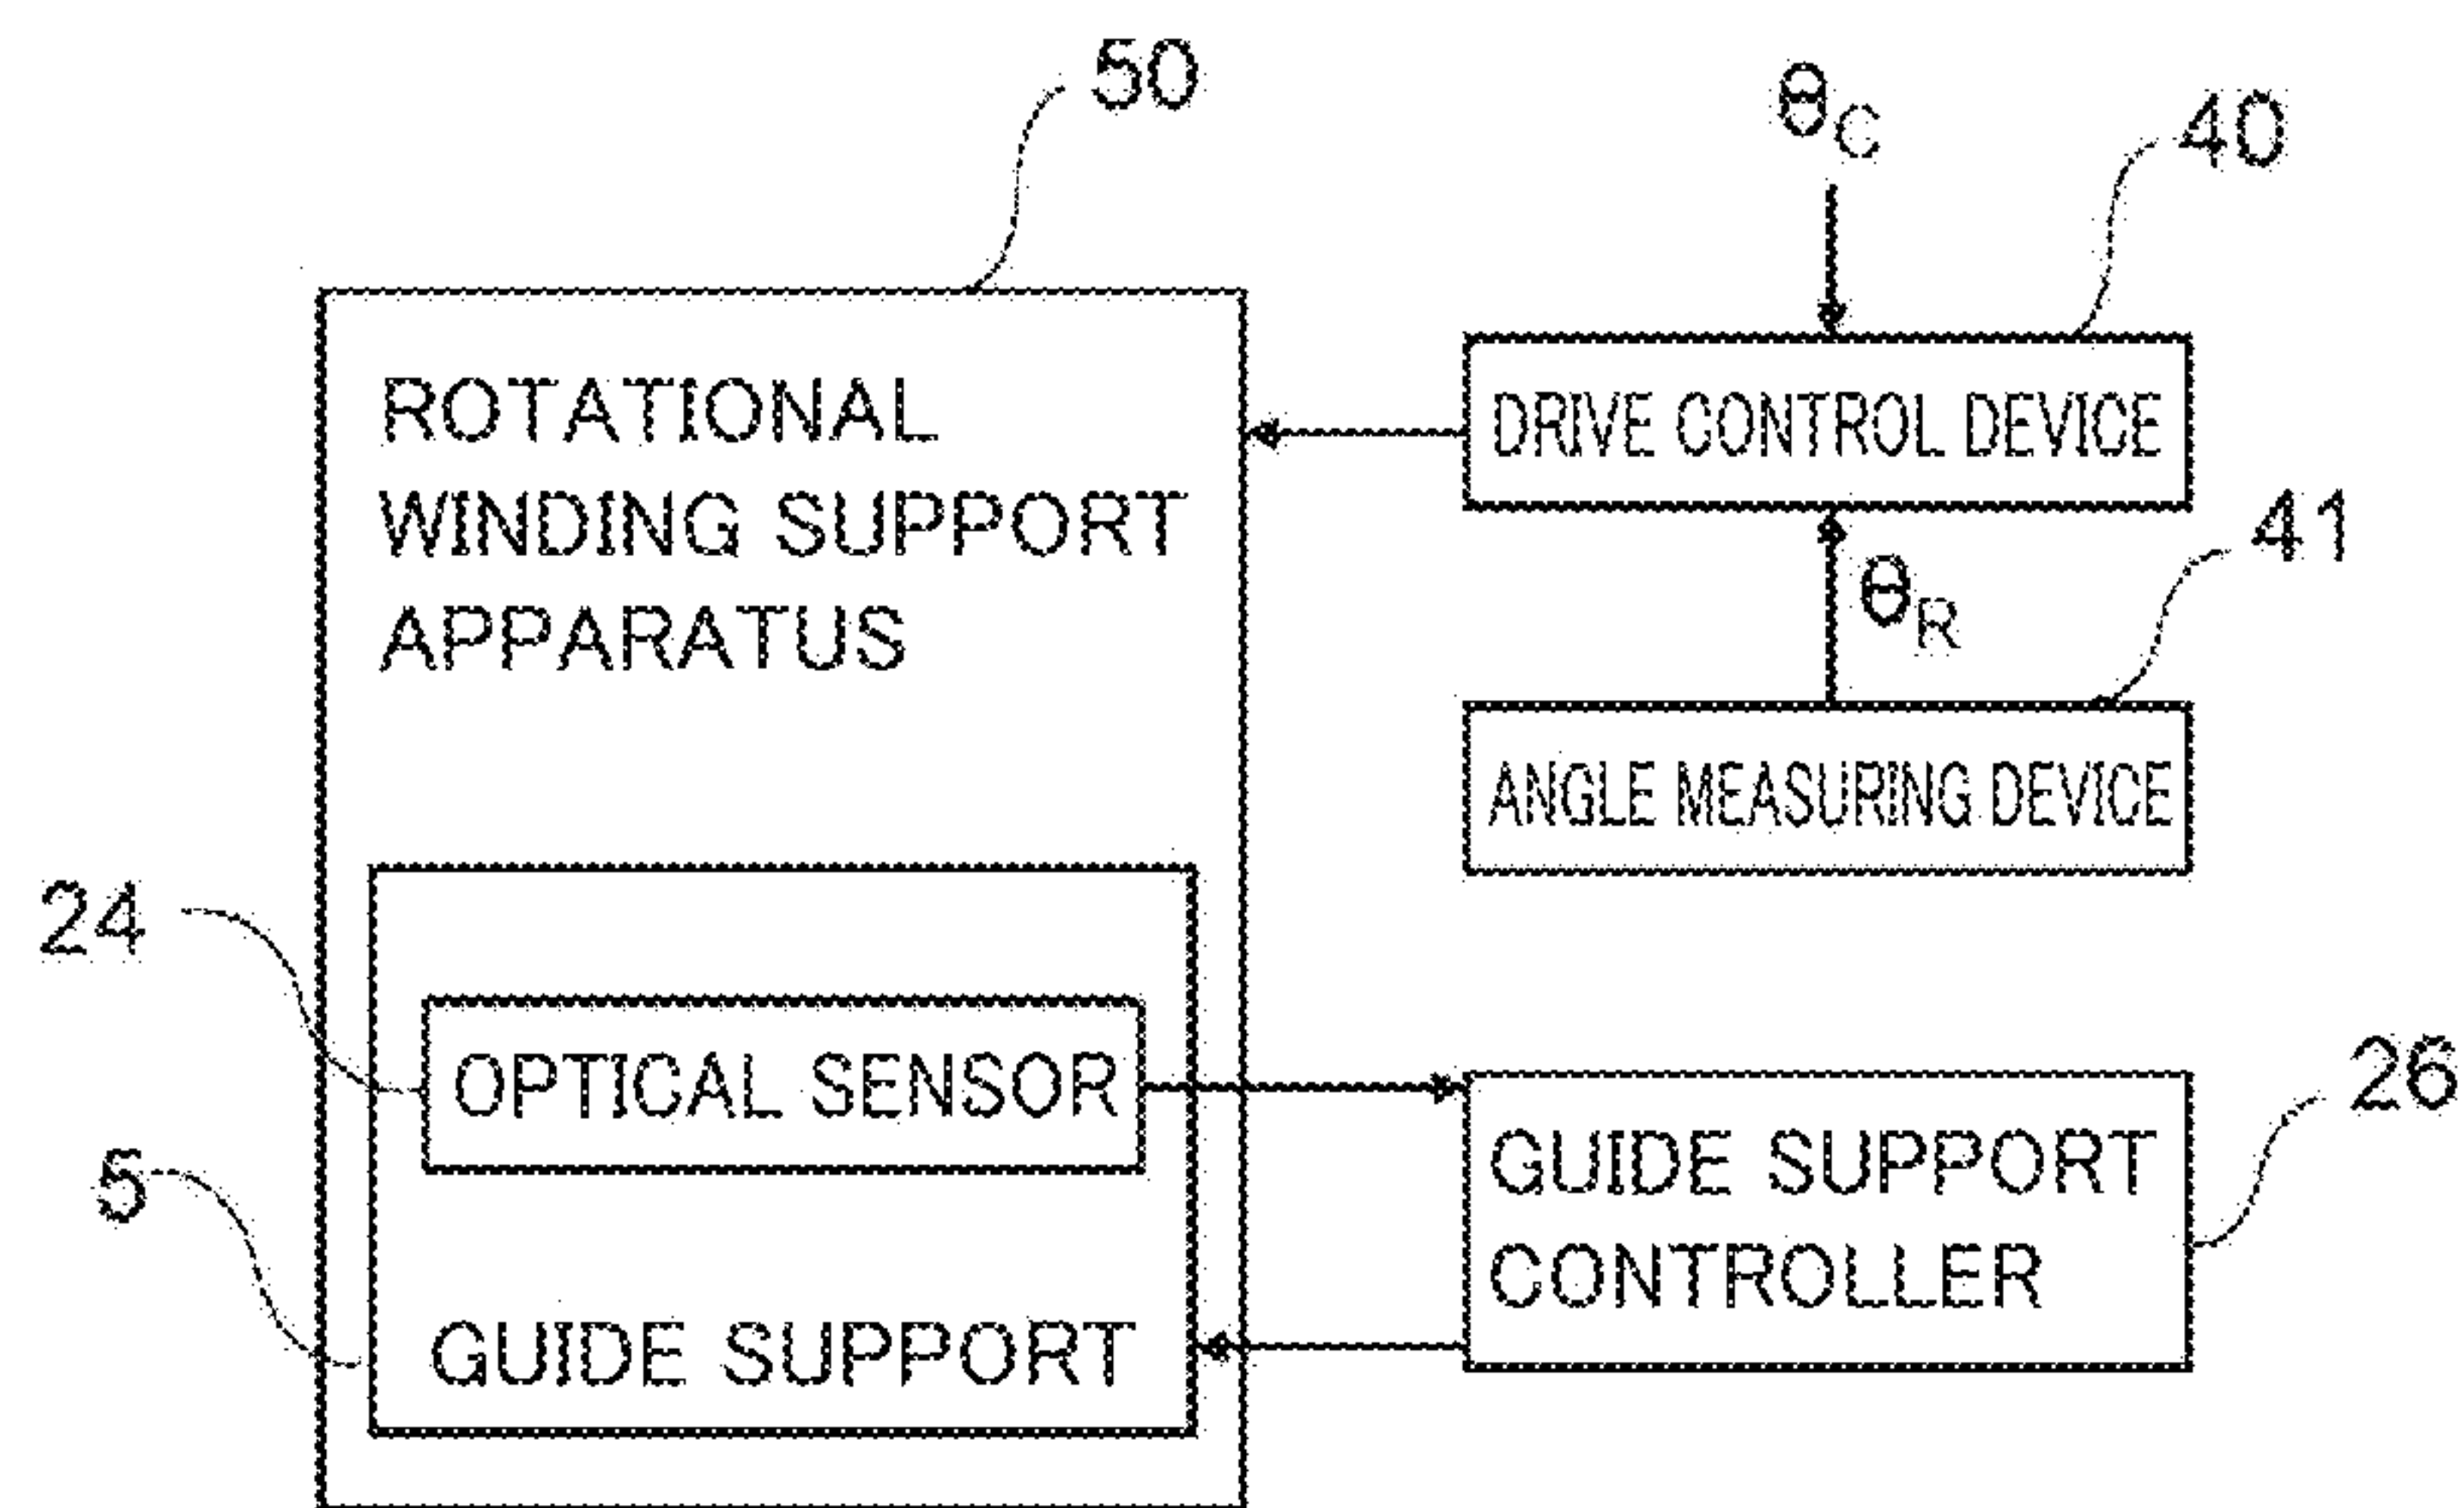 50
θC
40
ROTATIONAL
WINDING SUPPORT
APPARATUS
DRIVE CONTROL DEVICE
41
θR
ANGLE MEASURING DEVICE
24
OPTICAL SENSOR
26
5
GUIDE SUPPORT
CONTROLLER
GUIDE SUPPORT